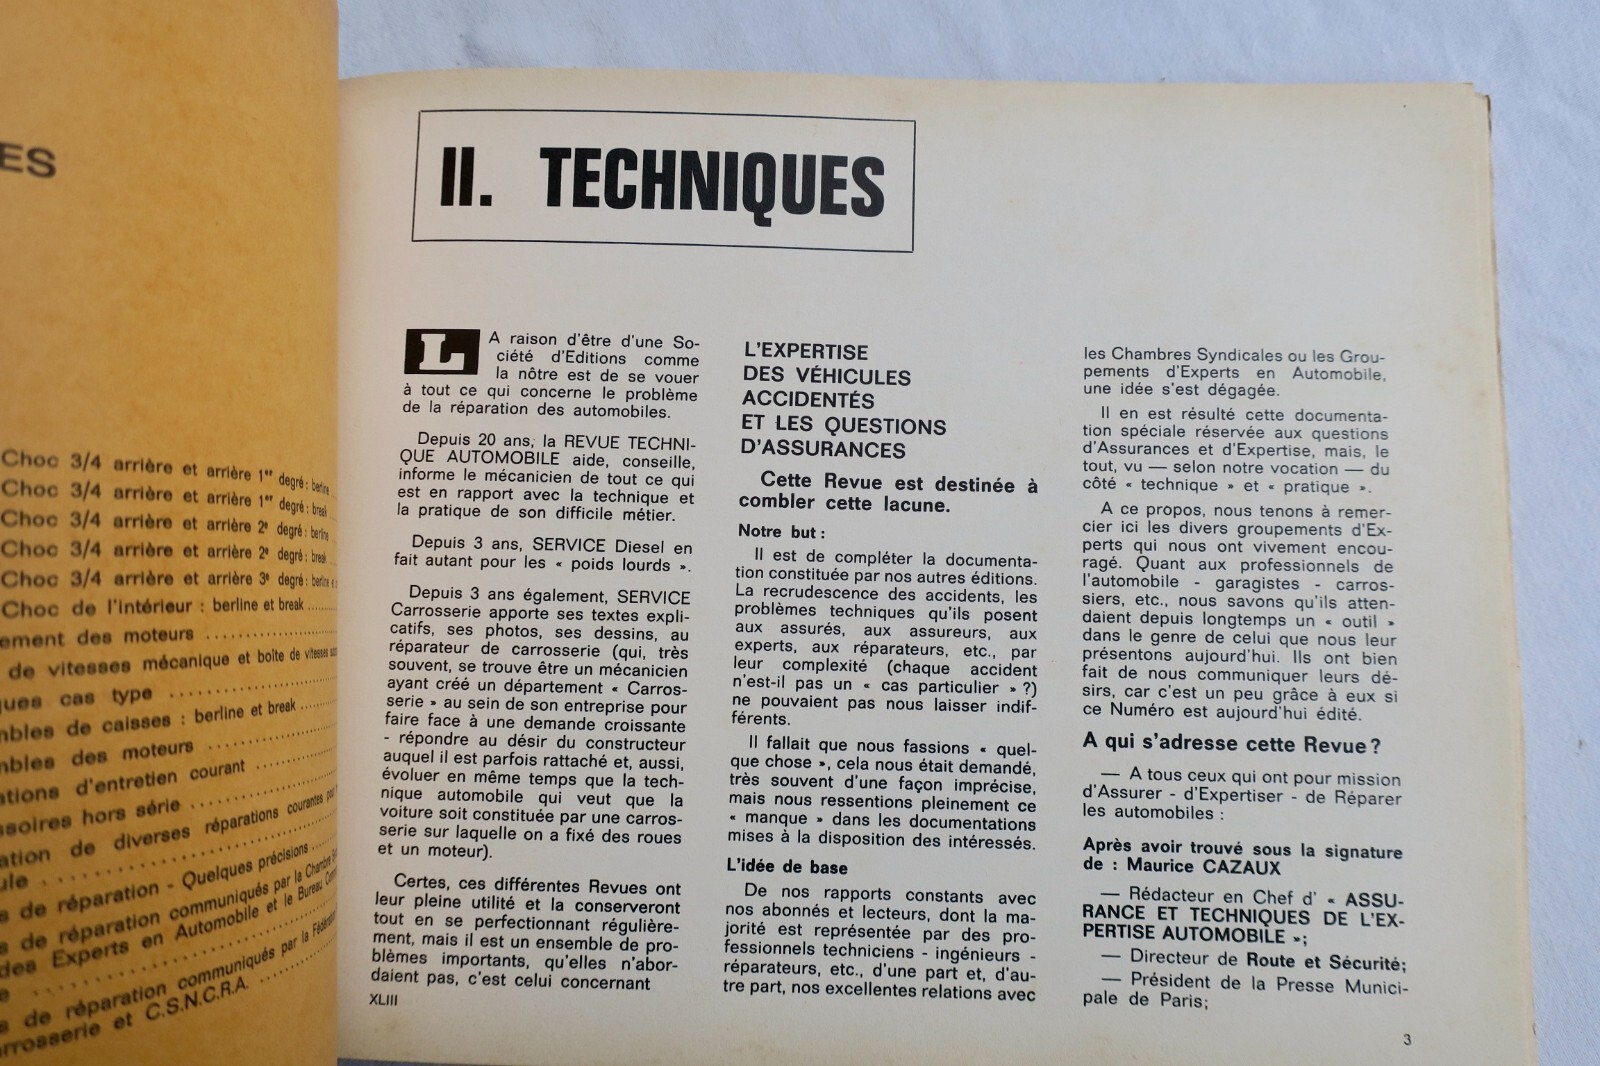 ES
Choc 3/4 arrière et arrière 1er degré : berline
Choc 3/4 arrière et arrière 1er degré : break
Choc 3/4 arrière et arrière 2e degré : berline
Choc 3/4 arrière et arrière 2e degré : break
Choc 3/4 arrière et arrière 3e degré : berline
Choc de l'intérieur : berline et break
ement des moteurs
de vitesses mécanique et boîte de vitesses
ques cas type
mbles de caisses : berline et break
mbles des moteurs
ations d'entretien courant
ssoires hors série
ation de diverses réparations courantes
ule
s de réparation - Quelques précisions
s de réparation communiqués par la Chambre
des Experts en Automobile et le Bureau
e
s de réparation communiqués par la
arrosserie et C.S.N.C.R.A.
II. TECHNIQUES
LA raison d'être d'une So-
ciété d'Editions comme
la nôtre est de se vouer
à tout ce qui concerne le problème
de la réparation des automobiles.
Depuis 20 ans, la REVUE TECHNI-
QUE AUTOMOBILE aide, conseille,
informe le mécanicien de tout ce qui
est en rapport avec la technique et
la pratique de son difficile métier.
Depuis 3 ans, SERVICE Diesel en
fait autant pour les « poids lourds ».
Depuis 3 ans également, SERVICE
Carrosserie apporte ses textes expli-
catifs, ses photos, ses dessins, au
réparateur de carrosserie (qui, très
souvent, se trouve être un mécanicien
ayant créé un département « Carros-
serie » au sein de son entreprise pour
faire face à une demande croissante
- répondre au désir du constructeur
auquel il est parfois rattaché et, aussi,
évoluer en même temps que la tech-
nique automobile qui veut que la
voiture soit constituée par une carros-
serie sur laquelle on a fixé des roues
et un moteur).
Certes, ces différentes Revues ont
leur pleine utilité et la conserveront
tout en se perfectionnant régulière-
ment, mais il est un ensemble de pro-
blèmes importants, qu'elles n'abor-
daient pas, c'est celui concernant
XLIII
L'EXPERTISE
DES VÉHICULES
ACCIDENTÉS
ET LES QUESTIONS
D'ASSURANCES
Cette Revue est destinée à
combler cette lacune.
Notre but :
Il est de compléter la documenta-
tion constituée par nos autres éditions.
La recrudescence des accidents, les
problèmes techniques qu'ils posent
aux assurés, aux assureurs, aux
experts, aux réparateurs, etc., par
leur complexité (chaque accident
n'est-il pas un « cas particulier » ?)
ne pouvaient pas nous laisser indif-
férents.
Il fallait que nous fassions « quel-
que chose », cela nous était demandé,
très souvent d'une façon imprécise,
mais nous ressentions pleinement ce
« manque » dans les documentations
mises à la disposition des intéressés.
L'idée de base
De nos rapports constants avec
nos abonnés et lecteurs, dont la ma-
jorité est représentée par des pro-
fessionnels techniciens - ingénieurs -
réparateurs, etc., d'une part et, d'au-
tre part, nos excellentes relations avec
les Chambres Syndicales ou les Grou-
pements d'Experts en Automobile,
une idée s'est dégagée.
Il en est résulté cette documenta-
tion spéciale réservée aux questions
d'Assurances et d'Expertise, mais, le
tout, vu — selon notre vocation — du
côté « technique » et « pratique ».
A ce propos, nous tenons à remer-
cier ici les divers groupements d'Ex-
perts qui nous ont vivement encou-
ragé. Quant aux professionnels de
l'automobile - garagistes - carros-
siers, etc., nous savons qu'ils atten-
daient depuis longtemps un « outil »
dans le genre de celui que nous leur
présentons aujourd'hui. Ils ont bien
fait de nous communiquer leurs dé-
sirs, car c'est un peu grâce à eux si
ce Numéro est aujourd'hui édité.
A qui s'adresse cette Revue ?
— A tous ceux qui ont pour mission
d'Assurer - d'Expertiser - de Réparer
les automobiles :
Après avoir trouvé sous la signature
de : Maurice CAZAUX
— Rédacteur en Chef d' « ASSU-
RANCE ET TECHNIQUES DE L'EX-
PERTISE AUTOMOBILE »;
— Directeur de Route et Sécurité;
— Président de la Presse Munici-
pale de Paris;
3